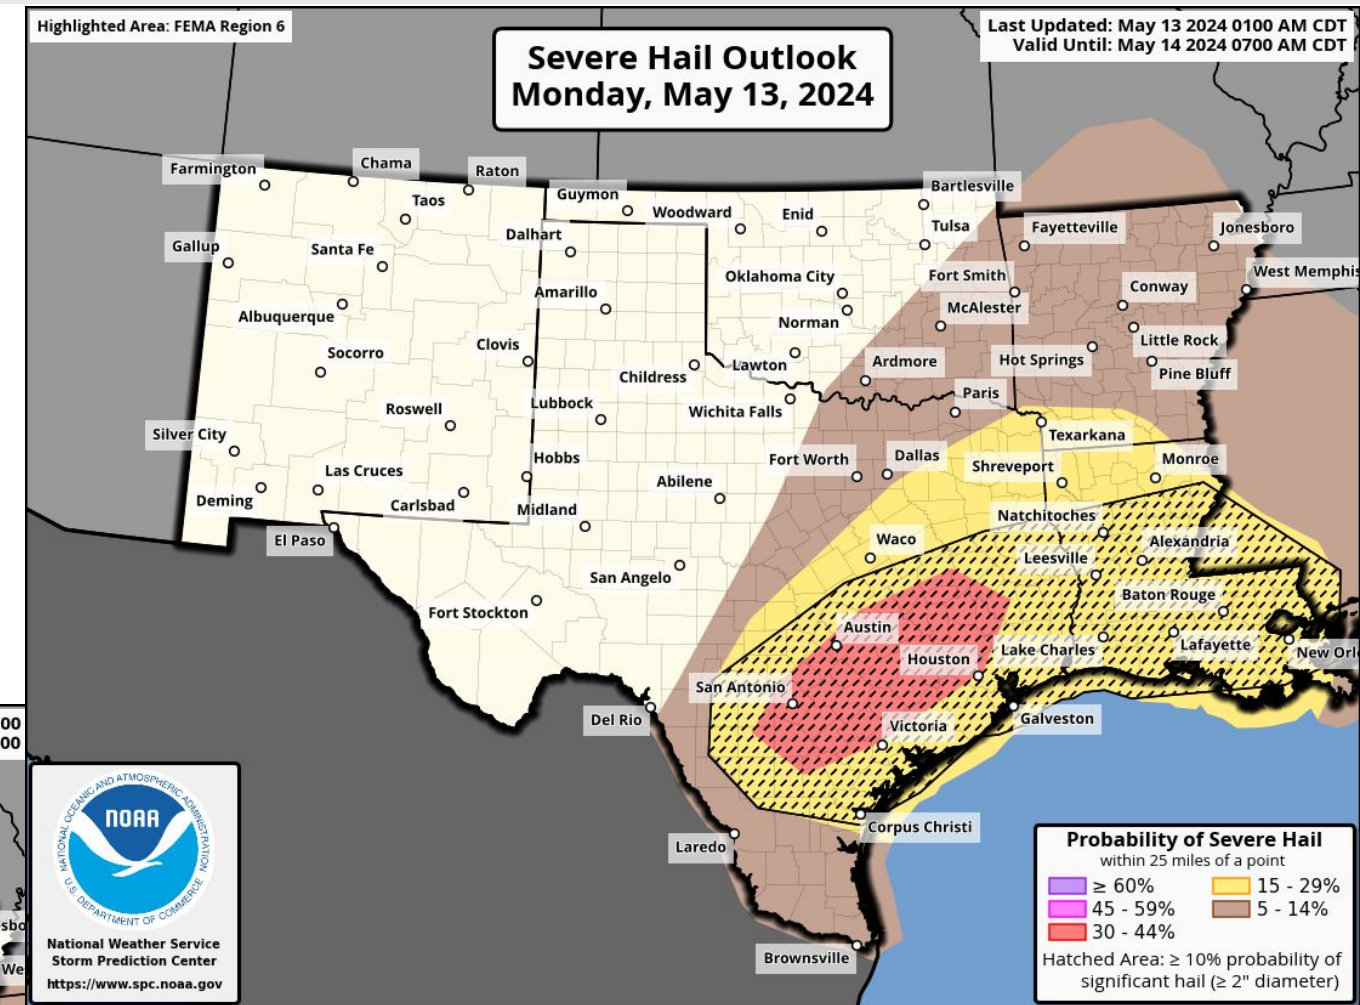 Highlighted Area: FEMA Region 6
Severe Hail Outlook
Monday, May 13, 2024
Last Updated: May 13 2024 0100 AM CDT
Valid Until: May 14 2024 0700 AM CDT
Farmington
Chama
Raton
Taos
Guymon
Woodward
Enid
Bartlesville
Tulsa
Fayetteville
Jonesboro
Gallup
Santa Fe
Dalhart
Oklahoma City
Fort Smith
West Memphis
Amarillo
Conway
Albuquerque
Norman
McAlester
Little Rock
Socorro
Clovis
Childress
Lawton
Ardmore
Hot Springs
Pine Bluff
Roswell
Lubbock
Wichita Falls
Paris
Silver City
Texarkana
Las Cruces
Hobbs
Fort Worth
Dallas
Shreveport
Monroe
Deming
Carlsbad
Midland
Abilene
Natchitoches
El Paso
Waco
Alexandria
Leesville
San Angelo
Fort Stockton
Baton Rouge
Austin
Houston
Lake Charles
Lafayette
New Orle
San Antonio
Del Rio
Victoria
Galveston
00
00
Laredo
Corpus Christi
Brownsville
sbo
We
NATIONAL OCEANIC AND ATMOSPHERIC ADMINISTRATION
NOAA
U.S. DEPARTMENT OF COMMERCE
National Weather Service
Storm Prediction Center
https://www.spc.noaa.gov
Probability of Severe Hail
within 25 miles of a point
≥ 60%
15 - 29%
45 - 59%
5 - 14%
30 - 44%
Hatched Area: ≥ 10% probability of
significant hail (≥ 2" diameter)